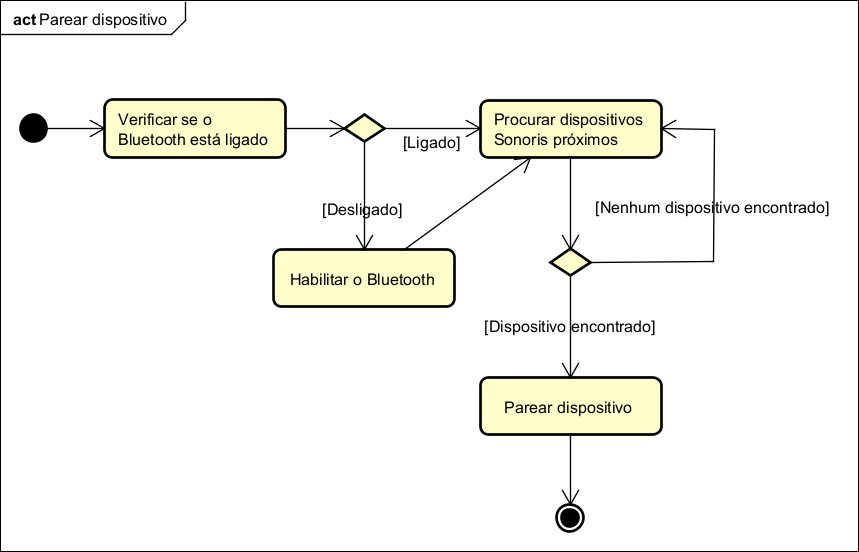 act Parear dispositivo
Verificar se o
Bluetooth está ligado
[Ligado]
Procurar dispositivos
Sonoris próximos
[Desligado]
[Nenhum dispositivo encontrado]
Habilitar o Bluetooth
[Dispositivo encontrado]
Parear dispositivo